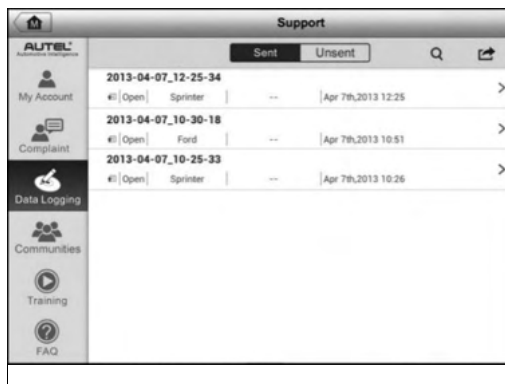 M
Support
AUTEL®
Automotive Intelligence
Sent
Unsent
My Account
Complaint
Data Logging
Communities
Training
FAQ
2013-04-07_12-25-34
Open Sprinter -- Apr 7th,2013 12:25
2013-04-07_10-30-18
Open Ford -- Apr 7th,2013 10:51
2013-04-07_10-25-33
Open Sprinter -- Apr 7th,2013 10:26